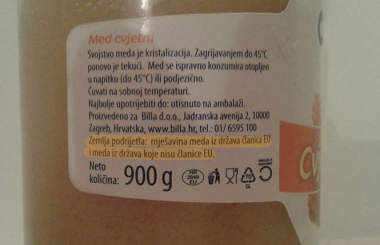 Med cvjetni
Svojstvo meda je kristalizacija. Zagrijavanjem do 45°C
ponovo je tekući. Med se ispravno konzumira otopljen
u napitku (do 45°C) ili podjezično.
Čuvati na sobnoj temperaturi.
Najbolje upotrijebiti do: otisnuto na ambalaži.
Proizvedeno za Billa d.o.o., Jadranska avenija 2, 10000
Zagreb, Hrvatska, www.billa.hr, tel.: 01/ 6595 100
Zemlja podrijetla: mješavina meda iz država članica EU
i meda iz država koje nisu članice EU.
Neto
količina: 900 g
Cvj